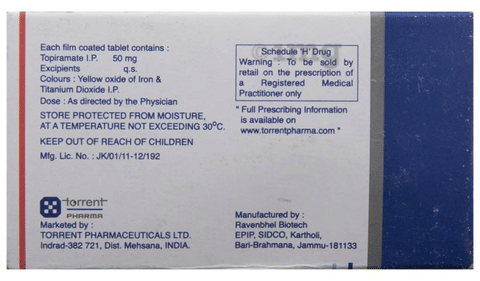 Each film coated tablet contains :
Topiramate I.P. 50 mg
Excipients q.s.
Colours : Yellow oxide of Iron &
Titanium Dioxide I.P.
Dose : As directed by the Physician
STORE PROTECTED FROM MOISTURE,
AT A TEMPERATURE NOT EXCEEDING 30°C.
KEEP OUT OF REACH OF CHILDREN
Mfg. Lic. No. : JK/01/11-12/192
Schedule 'H' Drug
Warning : To be sold by
retail on the prescription of
a Registered Medical
Practitioner only
* Full Prescribing Information
is available on
www.torrentpharma.com *
torrent
PHARMA
Marketed by :
TORRENT PHARMACEUTICALS LTD.
Indrad-382 721, Dist. Mehsana, INDIA.
Manufactured by :
Ravenbhel Biotech
EPIP, SIDCO, Kartholi,
Bari-Brahmana, Jammu-181133